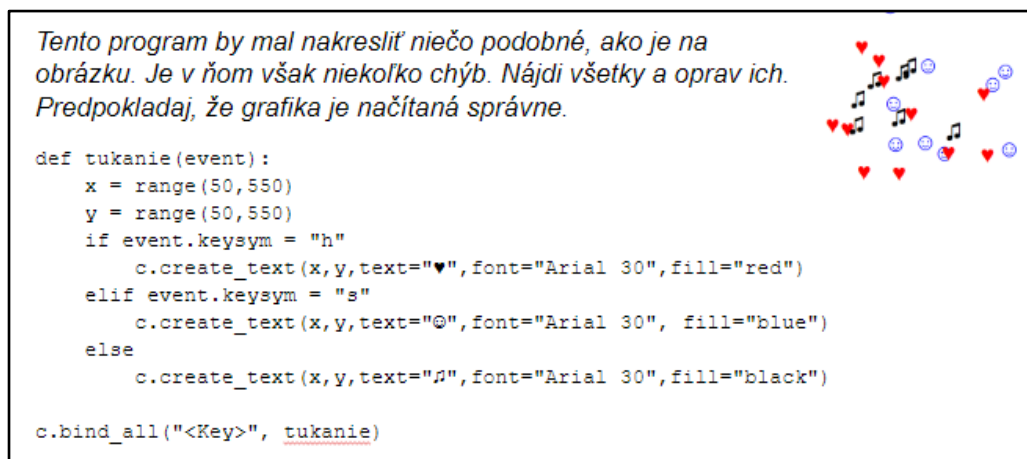 Tento program by mal nakresliť niečo podobné, ako je na
obrázku. Je v ňom však niekoľko chýb. Nájdi všetky a oprav ich.
Predpokladaj, že grafika je načítaná správne.
def tukanie(event):
    x = range(50,550)
    y = range(50,550)
    if event.keysym = "h"
        c.create_text(x,y,text="♥",font="Arial 30",fill="red")
    elif event.keysym = "s"
        c.create_text(x,y,text="☺",font="Arial 30", fill="blue")
    else
        c.create_text(x,y,text="♫",font="Arial 30",fill="black")
c.bind_all("<Key>", tukanie)